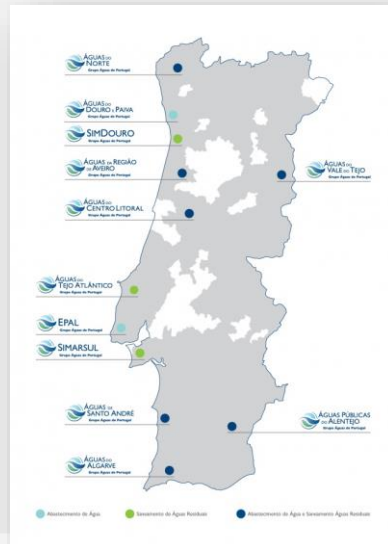 ÁGUAS DO
NORTE
Grupo Águas de Portugal
ÁGUAS DO
DOURO E PAIVA
Grupo Águas de Portugal
SIMDOURO
Grupo Águas de Portugal
ÁGUAS DA REGIÃO
DE AVEIRO
Grupo Águas de Portugal
ÁGUAS DO
VALE DO TEJO
Grupo Águas de Portugal
ÁGUAS DO
CENTRO LITORAL
Grupo Águas de Portugal
ÁGUAS DO
TEJO ATLÂNTICO
Grupo Águas de Portugal
EPAL
Grupo Águas de Portugal
SIMARSUL
Grupo Águas de Portugal
ÁGUAS DE
SANTO ANDRÉ
Grupo Águas de Portugal
ÁGUAS PÚBLICAS
DO ALENTEJO
Grupo Águas de Portugal
ÁGUAS DO
ALGARVE
Grupo Águas de Portugal
Abastecimento de Água
Saneamento de Águas Residuais
Abastecimento de Água e Saneamento Águas Residuais